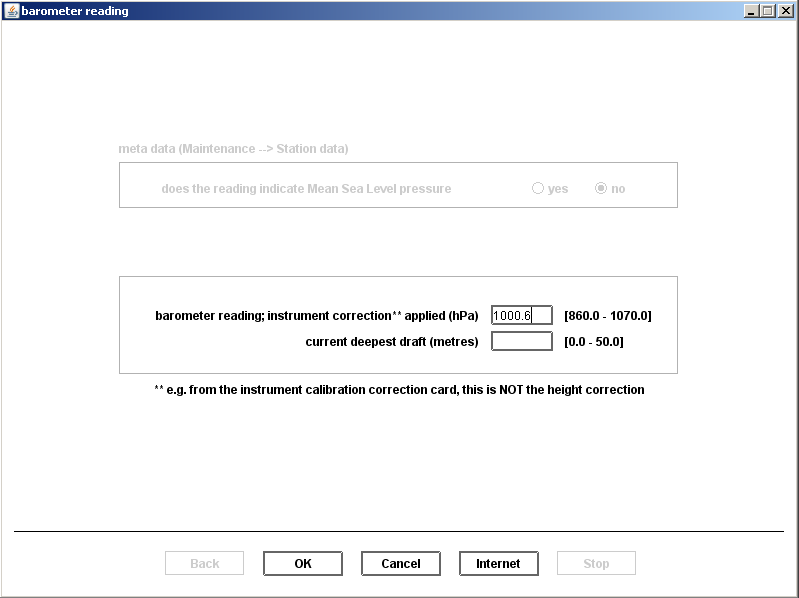 barometer reading
meta data (Maintenance --> Station data)
does the reading indicate Mean Sea Level pressure yes no
barometer reading; instrument correction** applied (hPa) 1000.6 [860.0 - 1070.0]
current deepest draft (metres) [0.0 - 50.0]
** e.g. from the instrument calibration correction card, this is NOT the height correction
Back OK Cancel Internet Stop